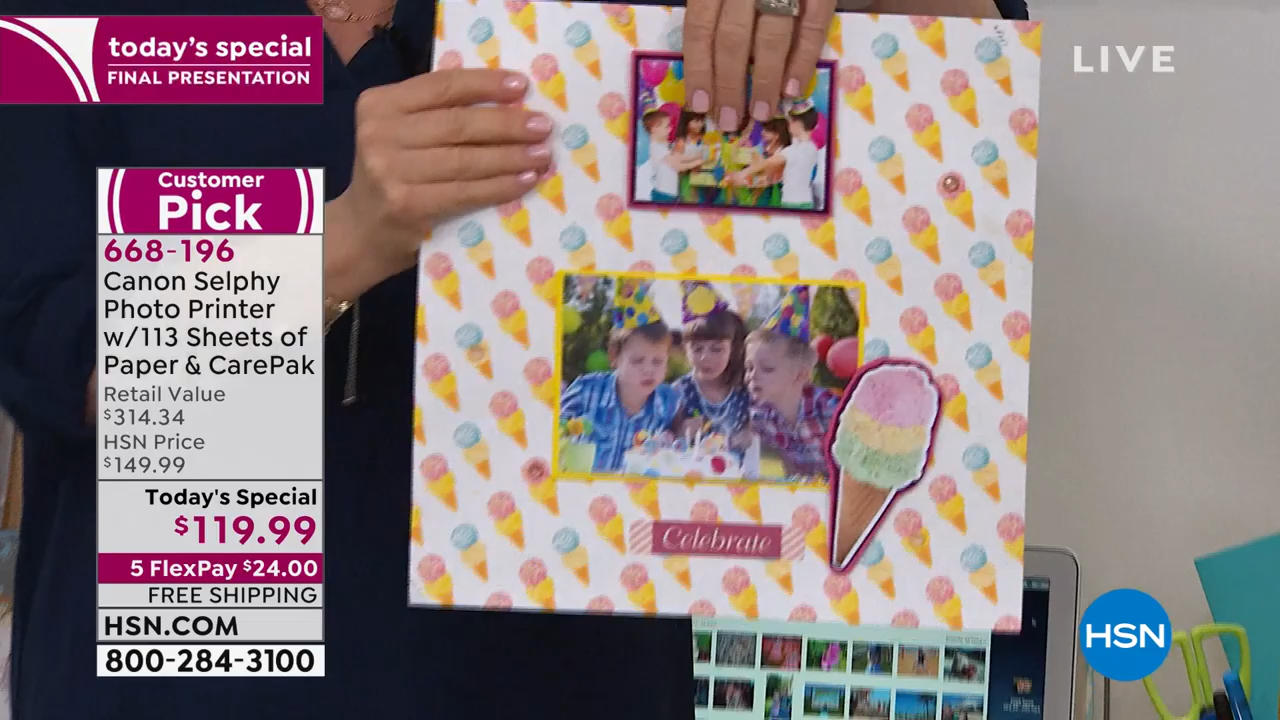 today's special
FINAL PRESENTATION
LIVE
Customer
Pick
668-196
Canon Selphy
Photo Printer
w/113 Sheets of
Paper & CarePak
Retail Value
$314.34
HSN Price
$149.99
Today's Special
$119.99
5 FlexPay $24.00
FREE SHIPPING
HSN.COM
800-284-3100
Celebrate
HSN